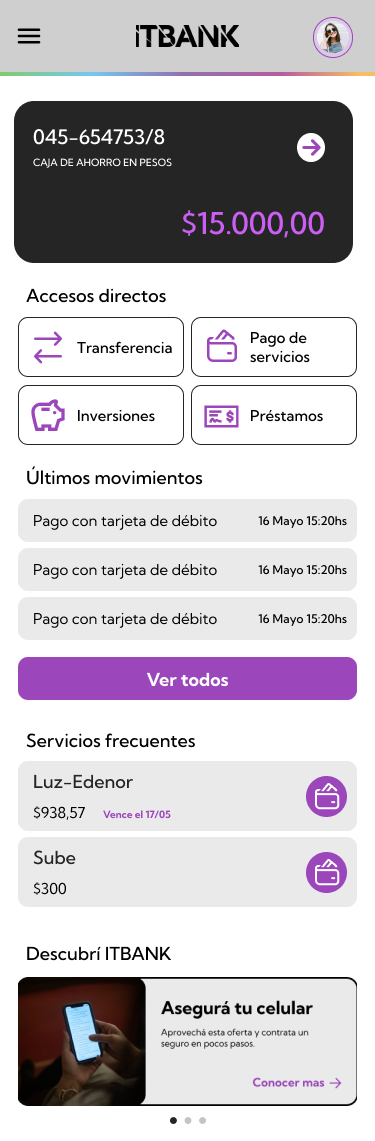 ITBANK
045-654753/8
CAJA DE AHORRO EN PESOS
$15.000,00
Accesos directos
Transferencia
Pago de
servicios
Inversiones
Préstamos
Últimos movimientos
Pago con tarjeta de débito 16 Mayo 15:20hs
Pago con tarjeta de débito 16 Mayo 15:20hs
Pago con tarjeta de débito 16 Mayo 15:20hs
Ver todos
Servicios frecuentes
Luz-Edenor
$938,57 Vence el 17/05
Sube
$300
Descubrí ITBANK
Asegurá tu celular
Aprovechá esta oferta y contrata un
seguro en pocos pasos.
Conocer mas